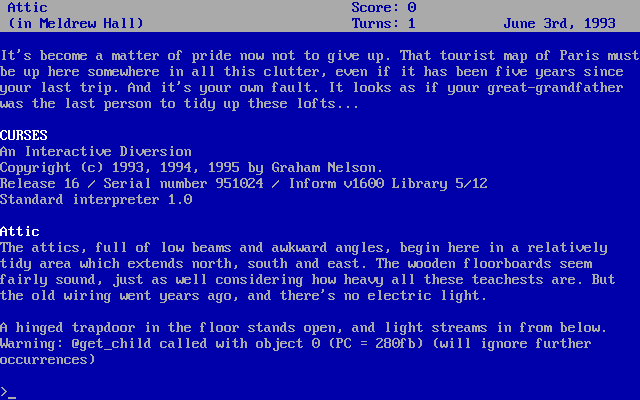 Attic Score: 0
(in Meldrew Hall) Turns: 1 June 3rd, 1993
It's become a matter of pride now not to give up. That tourist map of Paris must
be up here somewhere in all this clutter, even if it has been five years since
your last trip. And it's your own fault. It looks as if your great-grandfather
was the last person to tidy up these lofts...
CURSES
An Interactive Diversion
Copyright (c) 1993, 1994, 1995 by Graham Nelson.
Release 16 / Serial number 951024 / Inform v1600 Library 5/12
Standard interpreter 1.0
Attic
The attics, full of low beams and awkward angles, begin here in a relatively
tidy area which extends north, south and east. The wooden floorboards seem
fairly sound, just as well considering how heavy all these teachests are. But
the old wiring went years ago, and there's no electric light.
A hinged trapdoor in the floor stands open, and light streams in from below.
Warning: @get_child called with object 0 (PC = 280fb) (will ignore further
occurrences)
>_